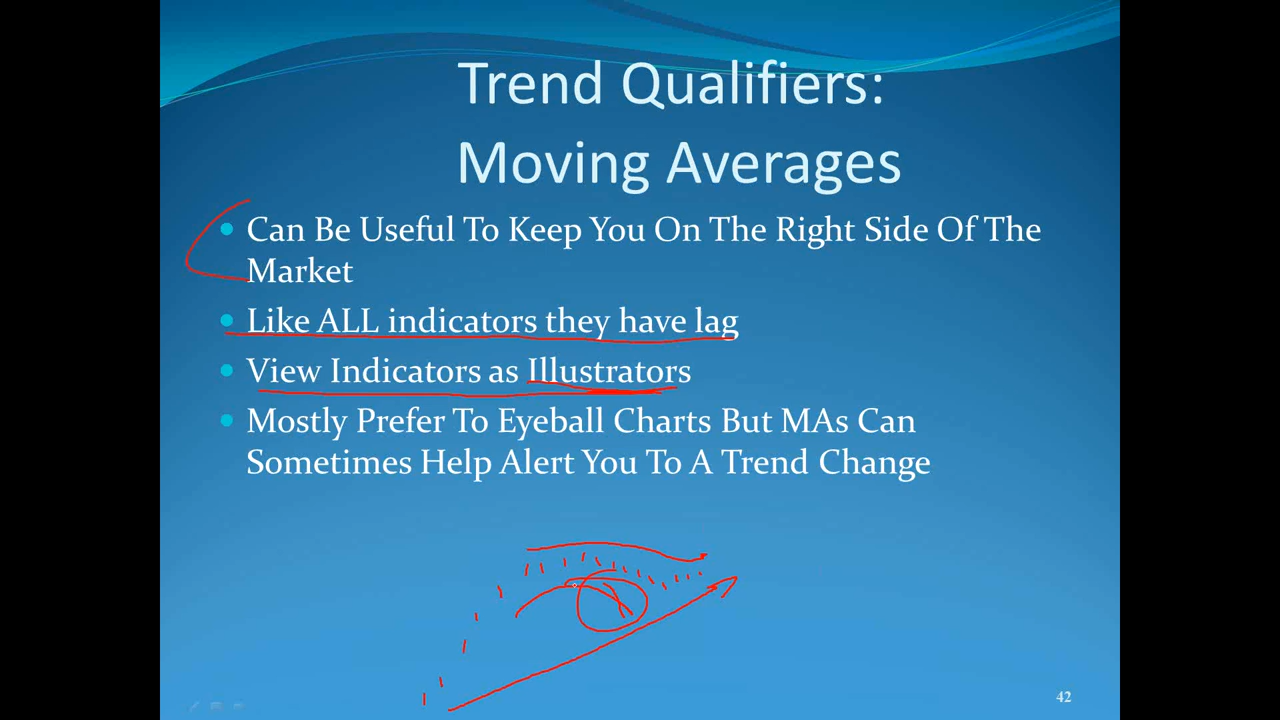 Trend Qualifiers:
Moving Averages
Can Be Useful To Keep You On The Right Side Of The
Market
Like ALL indicators they have lag
View Indicators as Illustrators
Mostly Prefer To Eyeball Charts But MAs Can
Sometimes Help Alert You To A Trend Change
42